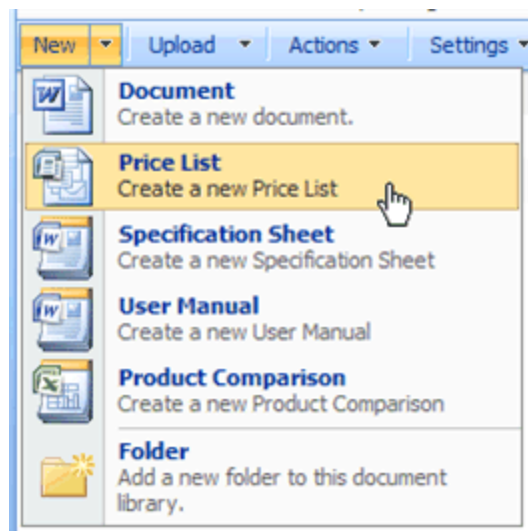 New Upload Actions Settings
Document
Create a new document.
Price List
Create a new Price List
Specification Sheet
Create a new Specification Sheet
User Manual
Create a new User Manual
Product Comparison
Create a new Product Comparison
Folder
Add a new folder to this document
library.